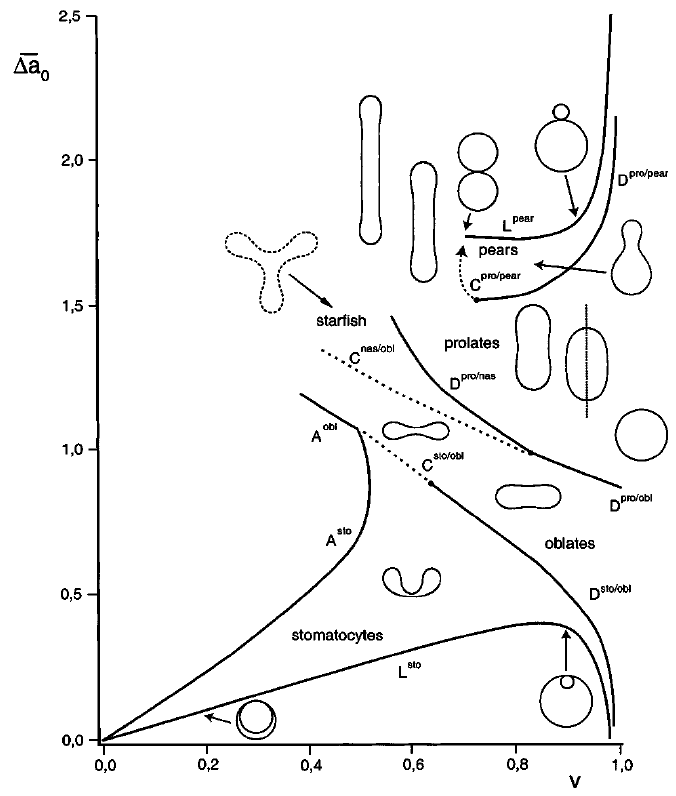 2,5
Δa̅₀
2,0
D^pro/pear
L^pear
pears
C^pro/pear
1,5
starfish
prolates
C^nas/obl
D^pro/nas
A^obl
1,0
C^sto/obl
D^pro/obl
A^sto
oblates
0,5
D^sto/obl
stomatocytes
L^sto
0,0
0,0 0,2 0,4 0,6 0,8 1,0
v